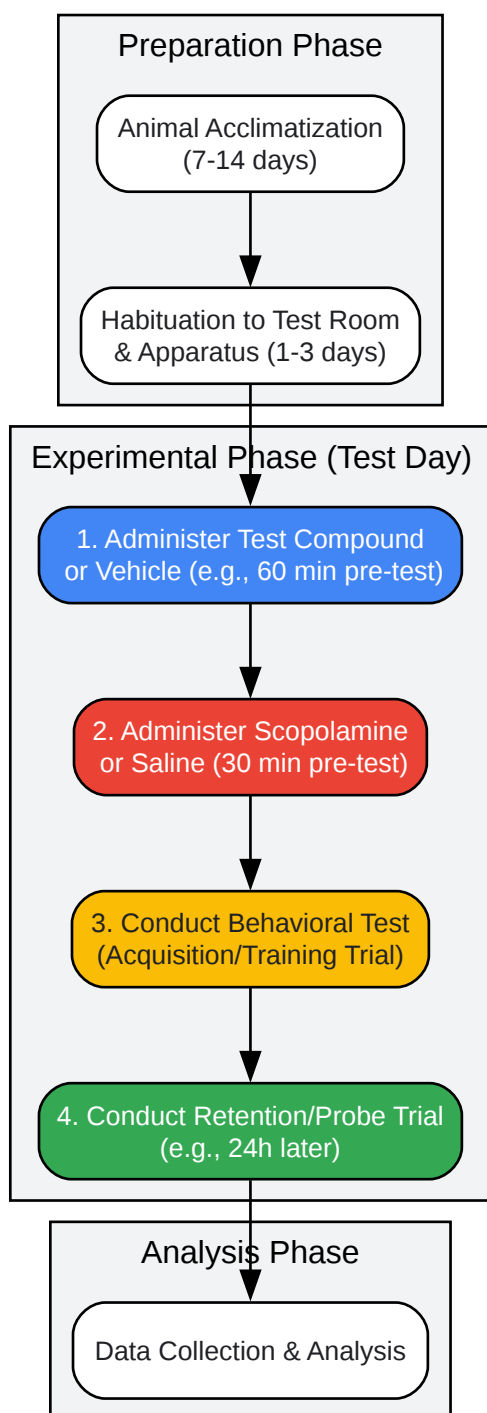 Preparation Phase
Animal Acclimatization
(7-14 days)
Habituation to Test Room
& Apparatus (1-3 days)
Experimental Phase (Test Day)
1. Administer Test Compound
or Vehicle (e.g., 60 min pre-test)
2. Administer Scopolamine
or Saline (30 min pre-test)
3. Conduct Behavioral Test
(Acquisition/Training Trial)
4. Conduct Retention/Probe Trial
(e.g., 24h later)
Analysis Phase
Data Collection & Analysis